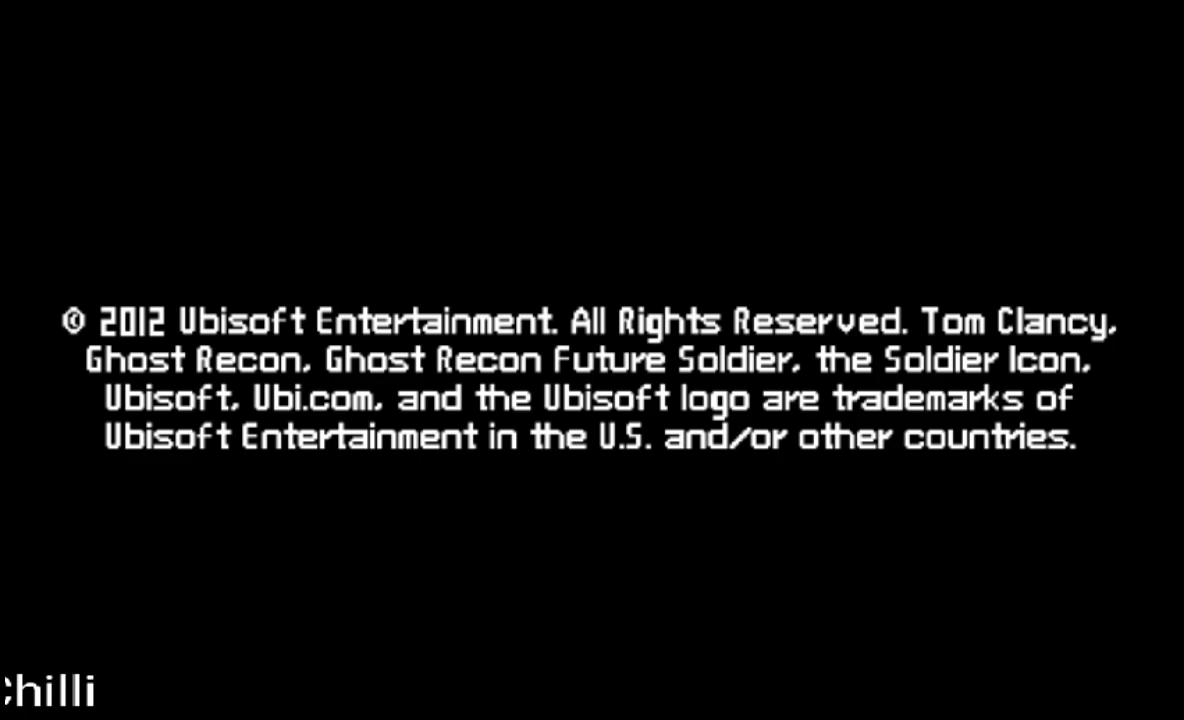 © 2012 Ubisoft Entertainment. All Rights Reserved. Tom Clancy,
Ghost Recon, Ghost Recon Future Soldier, the Soldier Icon,
Ubisoft, Ubi.com, and the Ubisoft logo are trademarks of
Ubisoft Entertainment in the U.S. and/or other countries.
Chilli